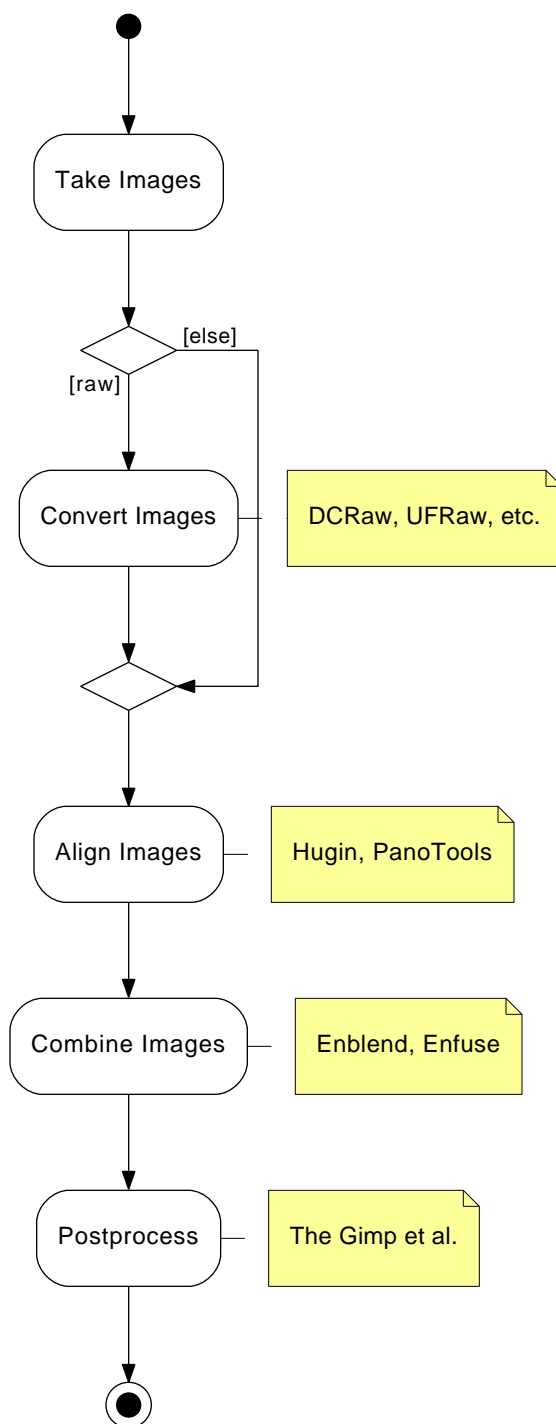 Take Images
[else]
[raw]
Convert Images
DCRaw, UFRaw, etc.
Align Images
Hugin, PanoTools
Combine Images
Enblend, Enfuse
Postprocess
The Gimp et al.